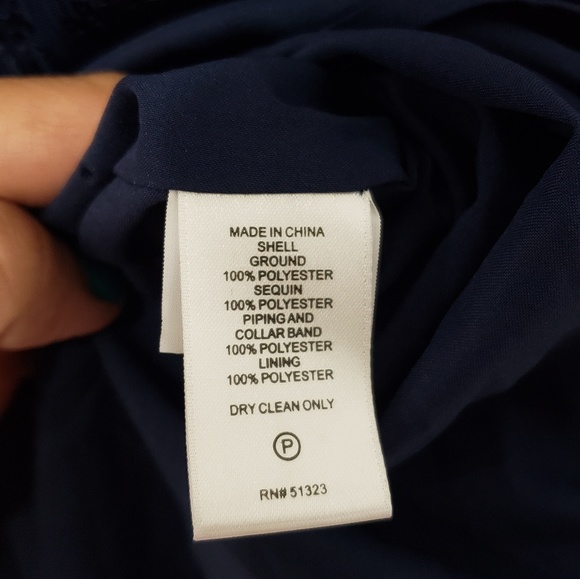 MADE IN CHINA
SHELL
GROUND
100% POLYESTER
SEQUIN
100% POLYESTER
PIPING AND
COLLAR BAND
100% POLYESTER
LINING
100% POLYESTER
DRY CLEAN ONLY
P
RN# 51323